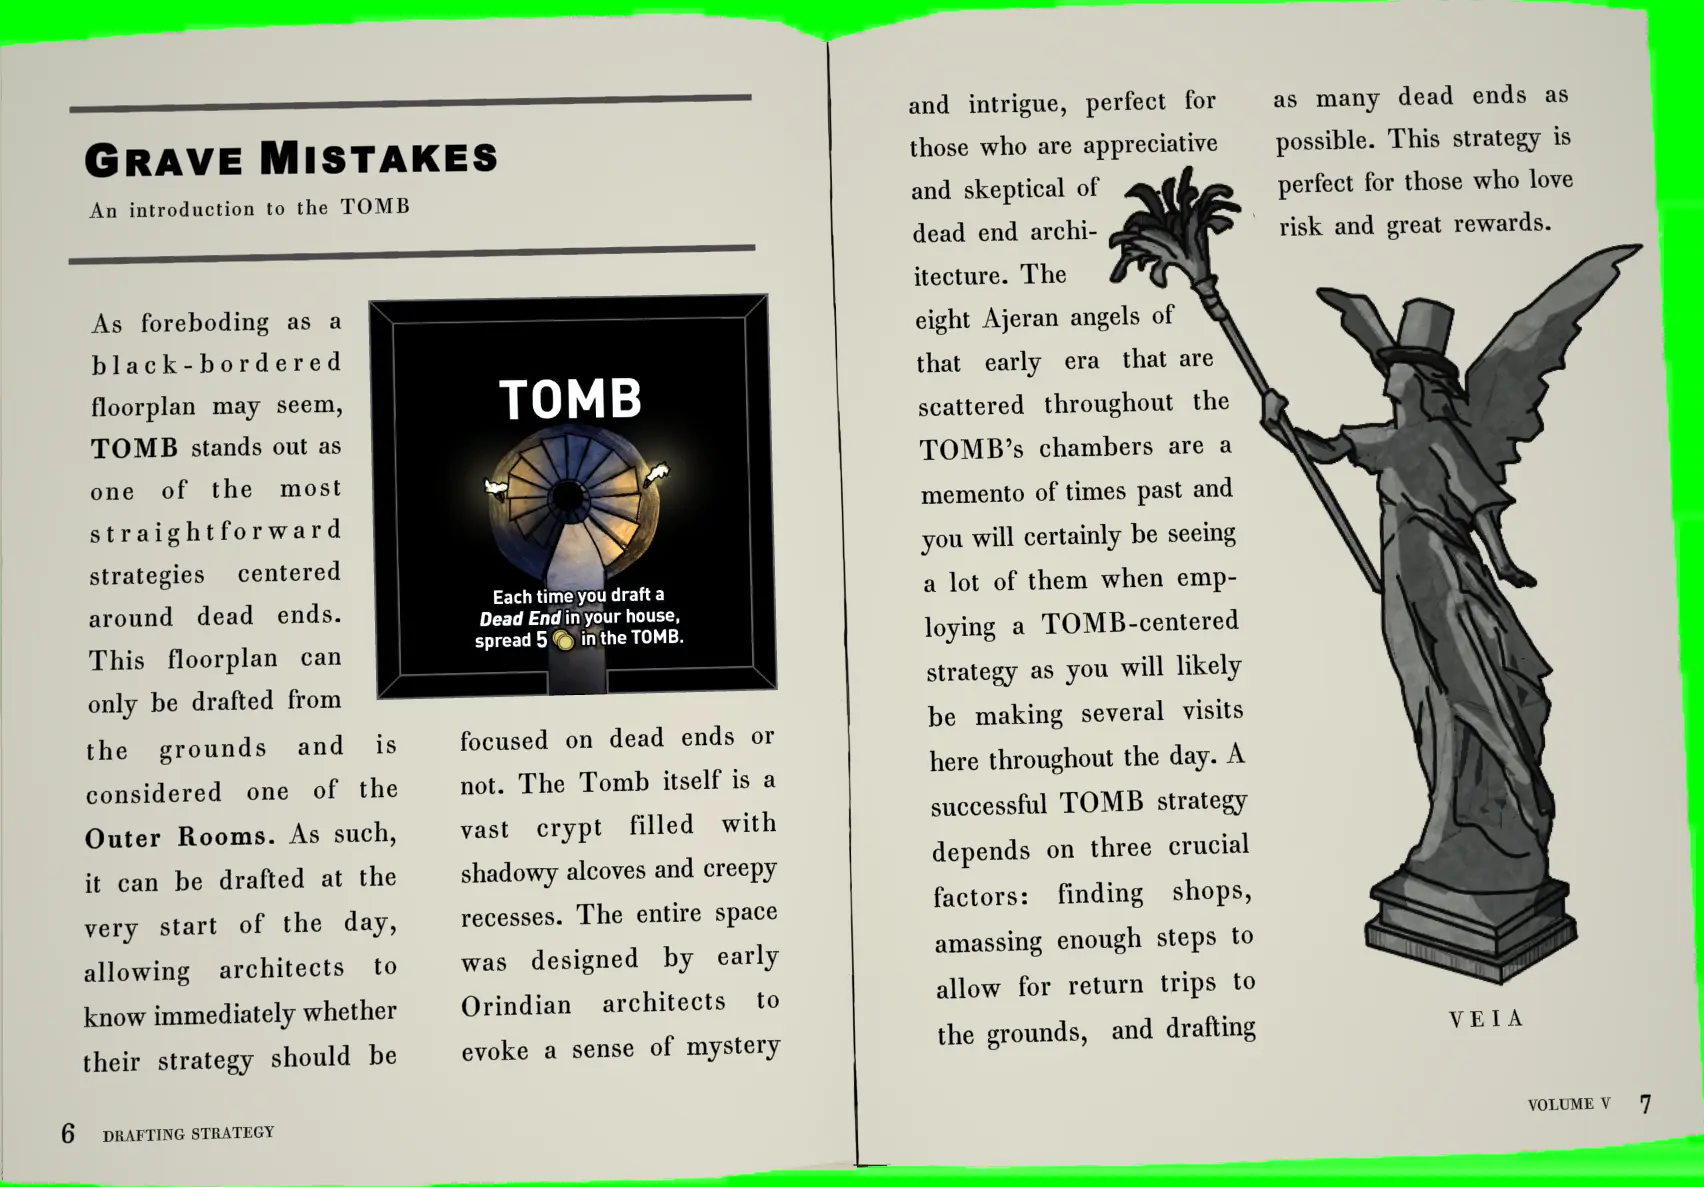 GRAVE MISTAKES
An introduction to the TOMB
As foreboding as a
black-bordered
floorplan may seem,
TOMB stands out as
one of the most
straightforward
strategies centered
around dead ends.
This floorplan can
only be drafted from
the grounds and is
considered one of the
Outer Rooms. As such,
it can be drafted at the
very start of the day,
allowing architects to
know immediately whether
their strategy should be
TOMB
Each time you draft a
Dead End in your house,
spread 5 in the TOMB.
focused on dead ends or
not. The Tomb itself is a
vast crypt filled with
shadowy alcoves and creepy
recesses. The entire space
was designed by early
Orindian architects to
evoke a sense of mystery
6 DRAFTING STRATEGY
and intrigue, perfect for
those who are appreciative
and skeptical of
dead end archi-
itecture. The
eight Ajeran angels of
that early era that are
scattered throughout the
TOMB's chambers are a
memento of times past and
you will certainly be seeing
a lot of them when emp-
loying a TOMB-centered
strategy as you will likely
be making several visits
here throughout the day. A
successful TOMB strategy
depends on three crucial
factors: finding shops,
amassing enough steps to
allow for return trips to
the grounds, and drafting
as many dead ends as
possible. This strategy is
perfect for those who love
risk and great rewards.
VEIA
VOLUME V 7